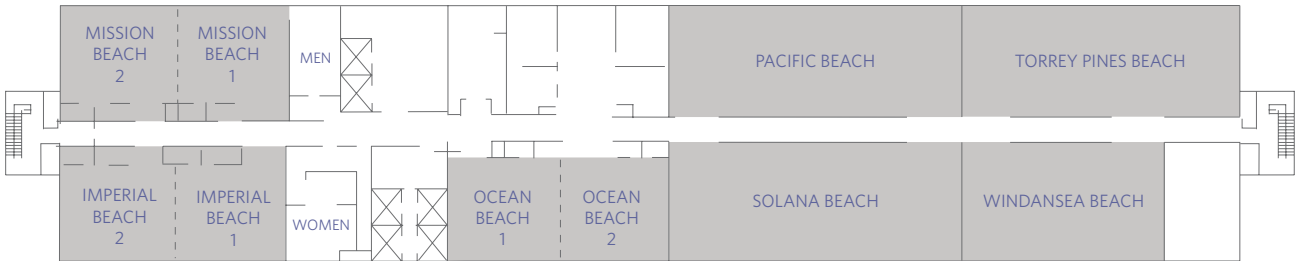 MISSION
BEACH
2
MISSION
BEACH
1
MEN
PACIFIC BEACH
TORREY PINES BEACH
IMPERIAL
BEACH
2
IMPERIAL
BEACH
1
WOMEN
OCEAN
BEACH
1
OCEAN
BEACH
2
SOLANA BEACH
WINDANSEA BEACH